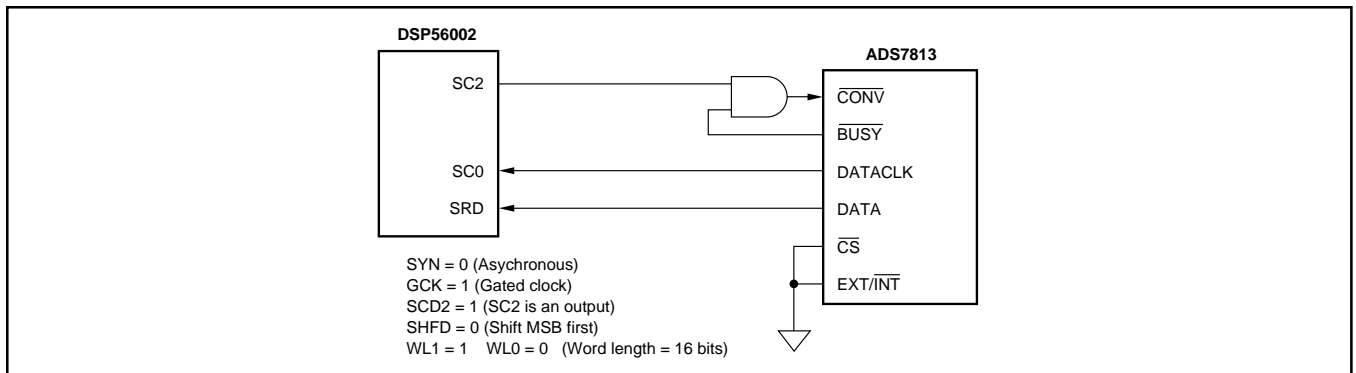 DSP56002
SC2
SC0
SRD
ADS7813
CONV
BUSY
DATACLK
DATA
CS
EXT/INT
SYN = 0 (Asychronous)
GCK = 1 (Gated clock)
SCD2 = 1 (SC2 is an output)
SHFD = 0 (Shift MSB first)
WL1 = 1 WL0 = 0 (Word length = 16 bits)